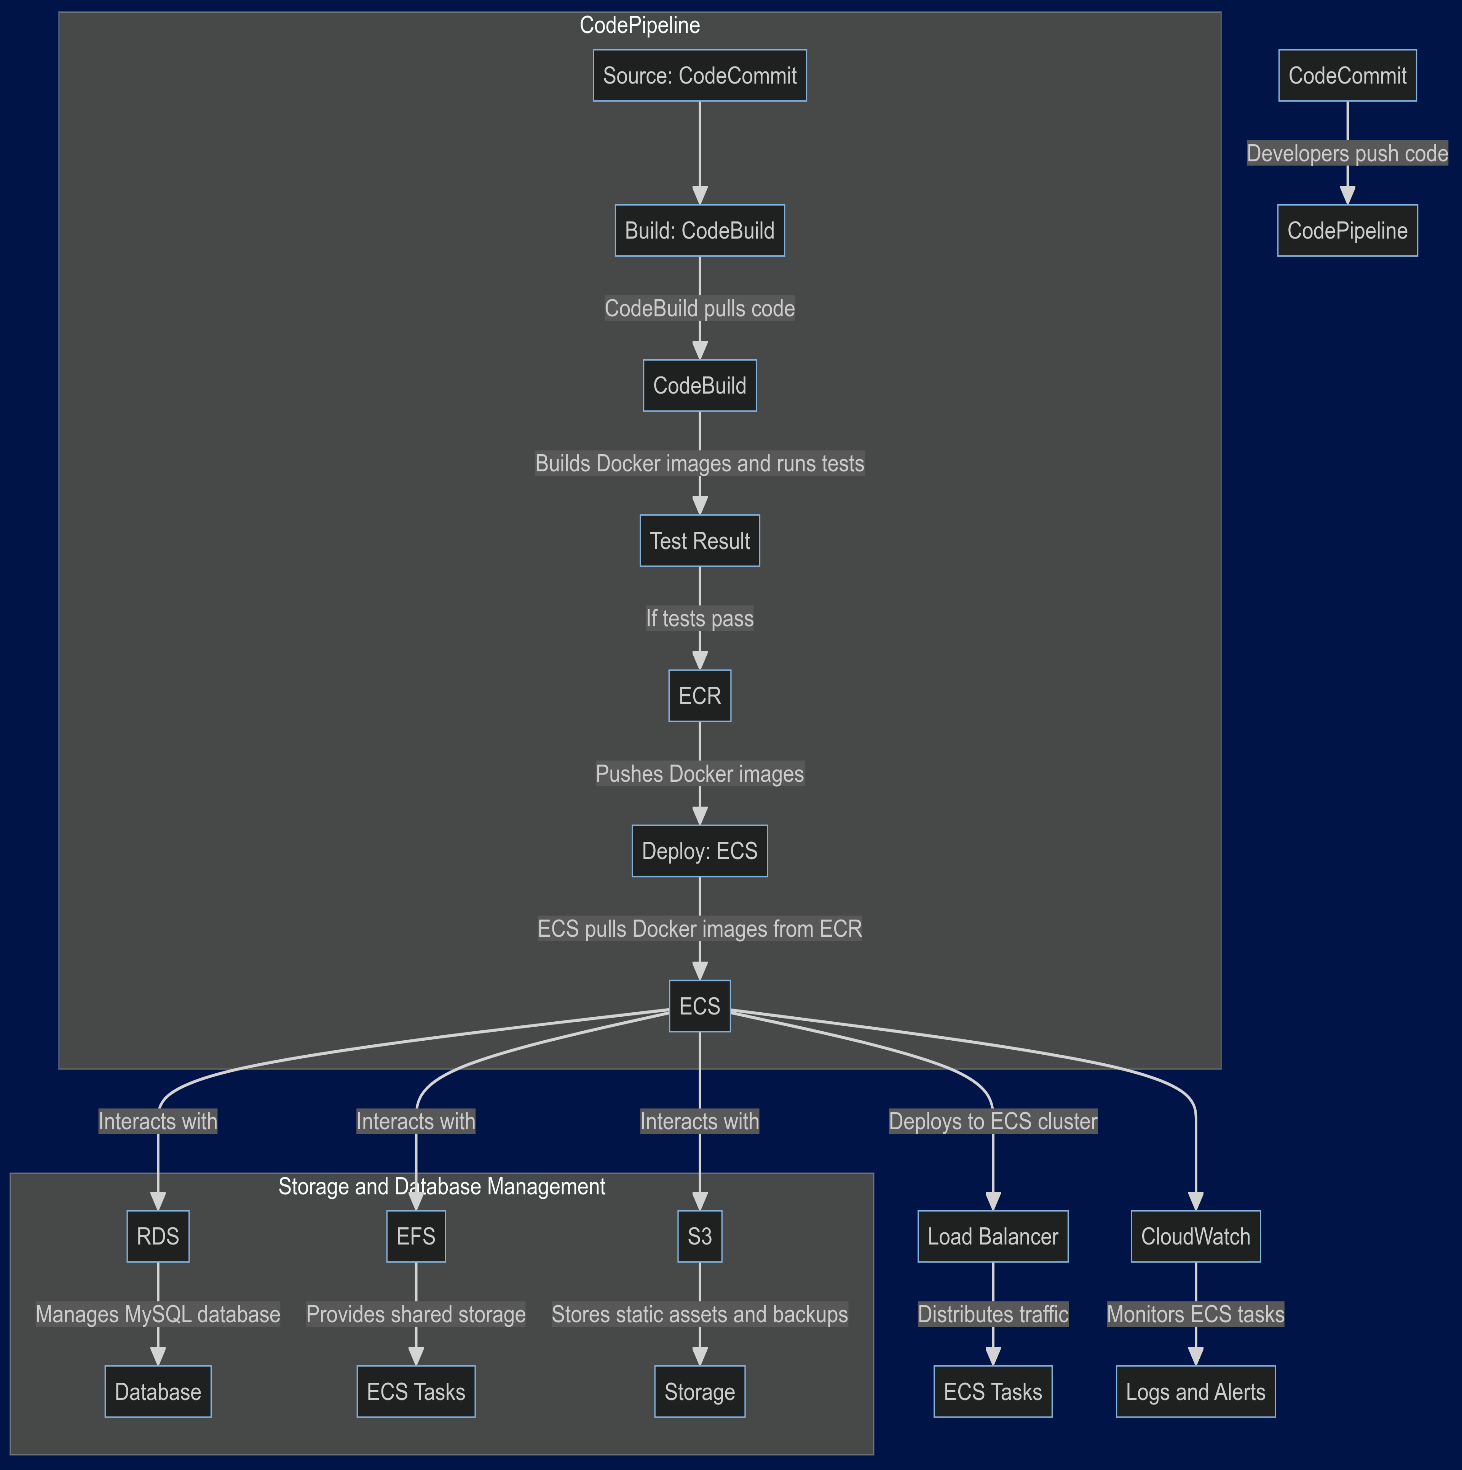 CodePipeline
Source: CodeCommit
CodeCommit
Developers push code
Build: CodeBuild
CodePipeline
CodeBuild pulls code
CodeBuild
Builds Docker images and runs tests
Test Result
If tests pass
ECR
Pushes Docker images
Deploy: ECS
ECS pulls Docker images from ECR
ECS
Interacts with
Interacts with
Interacts with
Deploys to ECS cluster
Storage and Database Management
RDS
EFS
S3
Load Balancer
CloudWatch
Manages MySQL database
Provides shared storage
Stores static assets and backups
Distributes traffic
Monitors ECS tasks
Database
ECS Tasks
Storage
ECS Tasks
Logs and Alerts